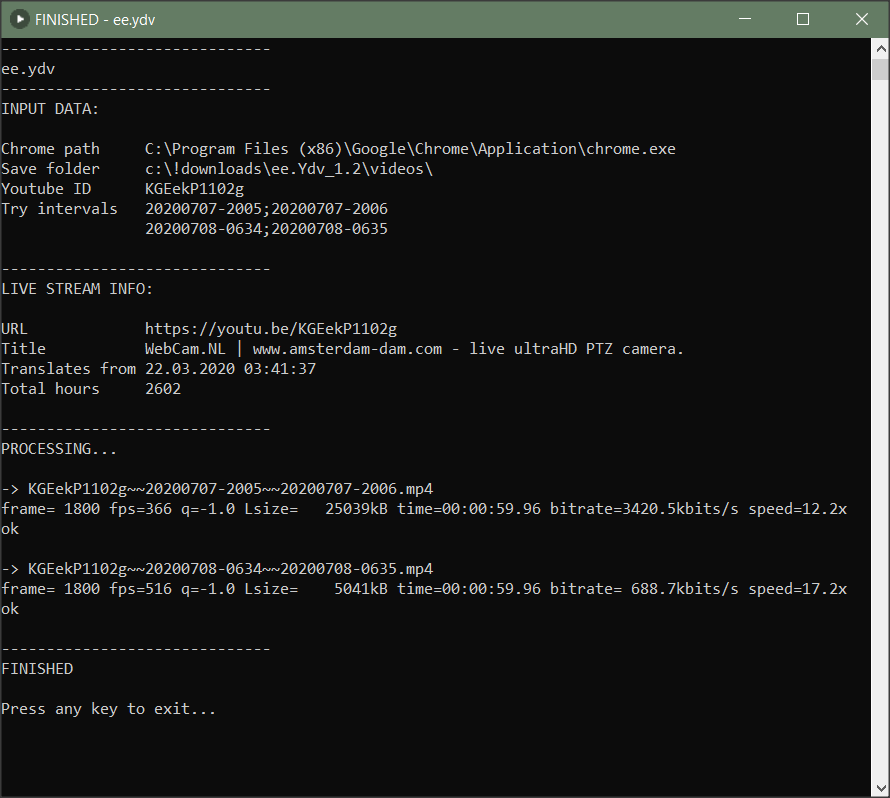 FINISHED - ee.ydv
------------------------------
ee.ydv
------------------------------
INPUT DATA:
Chrome path     C:\Program Files (x86)\Google\Chrome\Application\chrome.exe
Save folder     c:\!downloads\ee.Ydv_1.2\videos\
Youtube ID      KGEekP1102g
Try intervals   20200707-2005;20200707-2006
                20200708-0634;20200708-0635
------------------------------
LIVE STREAM INFO:
URL             https://youtu.be/KGEekP1102g
Title           WebCam.NL | www.amsterdam-dam.com - live ultraHD PTZ camera.
Translates from 22.03.2020 03:41:37
Total hours     2602
------------------------------
PROCESSING...
-> KGEekP1102g~~20200707-2005~~20200707-2006.mp4
frame= 1800 fps=366 q=-1.0 Lsize=   25039kB time=00:00:59.96 bitrate=3420.5kbits/s speed=12.2x
ok
-> KGEekP1102g~~20200708-0634~~20200708-0635.mp4
frame= 1800 fps=516 q=-1.0 Lsize=    5041kB time=00:00:59.96 bitrate= 688.7kbits/s speed=17.2x
ok
------------------------------
FINISHED
Press any key to exit...